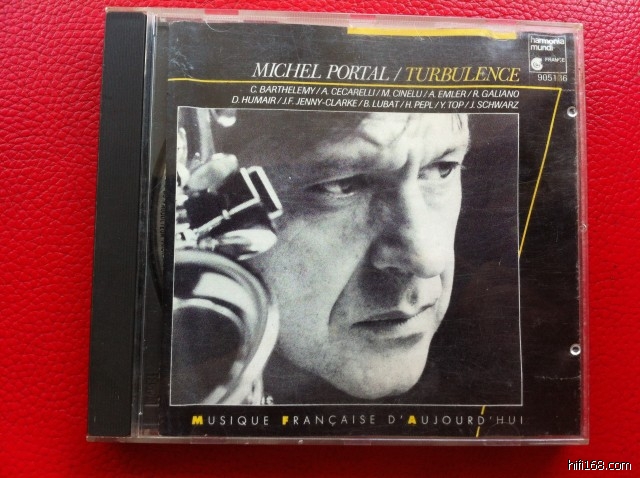 harmonia
mundi
FRANCE
MICHEL PORTAL / TURBULENCE
C. BARTHELEMY / A. CECARELLI / M. CINELU / A. EMLER / R. GALIANO
D. HUMAIR / J.F. JENNY-CLARKE / B. LUBAT / H. PEPL / Y. TOP / J. SCHWARZ
MUSIQUE FRANÇAISE D'AUJOURD'HUI
hifi168.com